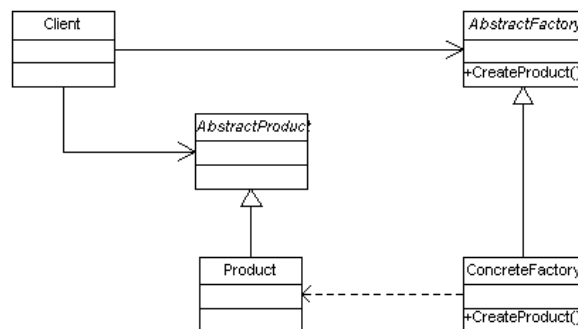 Client
AbstractFactory
+CreateProduct()
AbstractProduct
Product
ConcreteFactory
+CreateProduct()